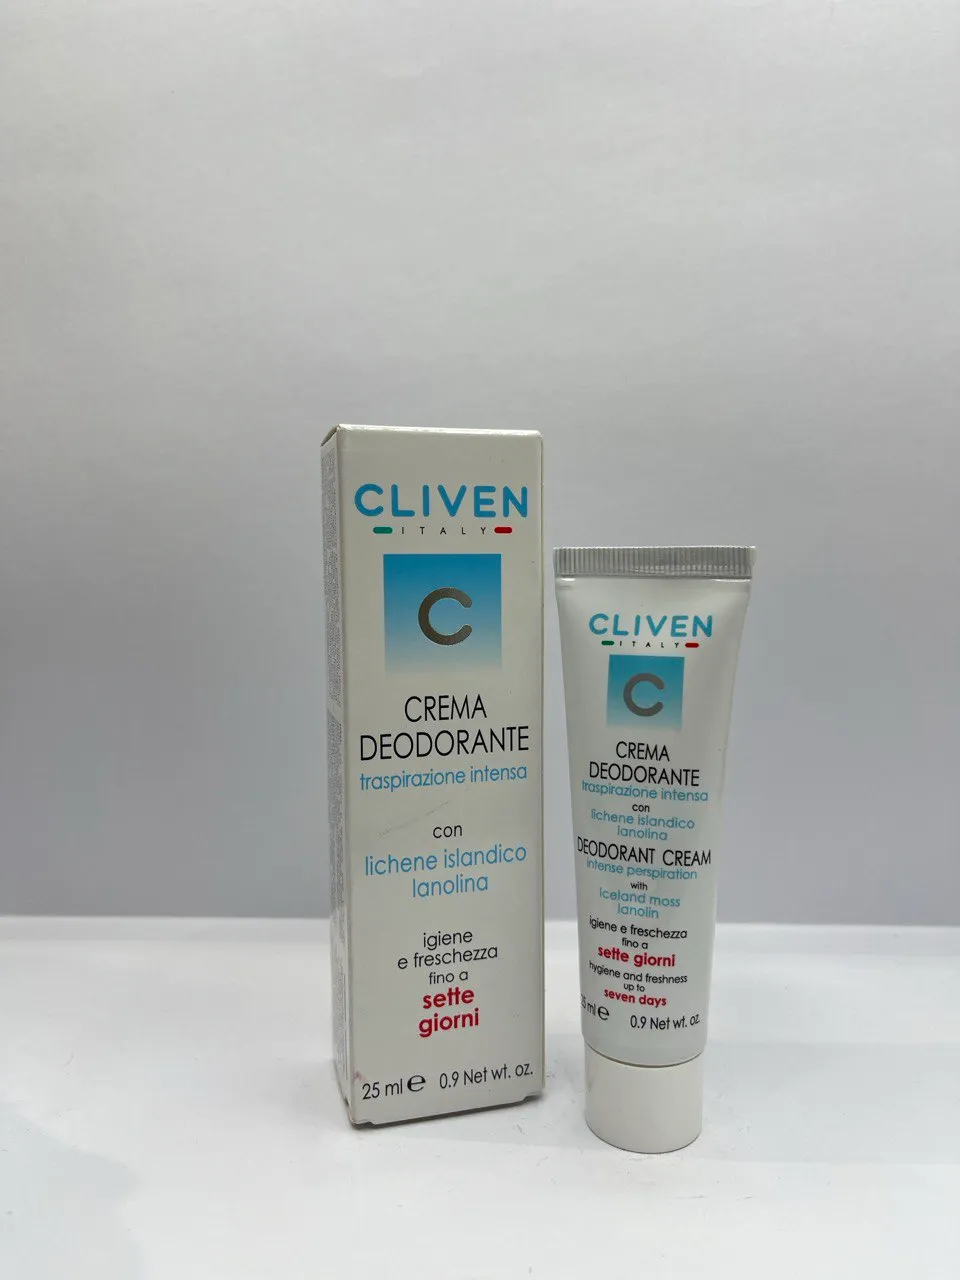 CLIVEN
ITALY
C
CREMA
DEODORANTE
traspirazione intensa
con
lichene islandico
lanolina
igiene
e freschezza
fino a
sette
giorni
25 ml e 0.9 Net wt. oz.
CLIVEN
ITALY
C
CREMA
DEODORANTE
traspirazione intensa
con
lichene islandico
lanolina
DEODORANT CREAM
intense perspiration
with
Iceland moss
lanolin
igiene e freschezza
fino a
sette giorni
hygiene and freshness
up to
seven days
5 ml e 0.9 Net wt. oz.